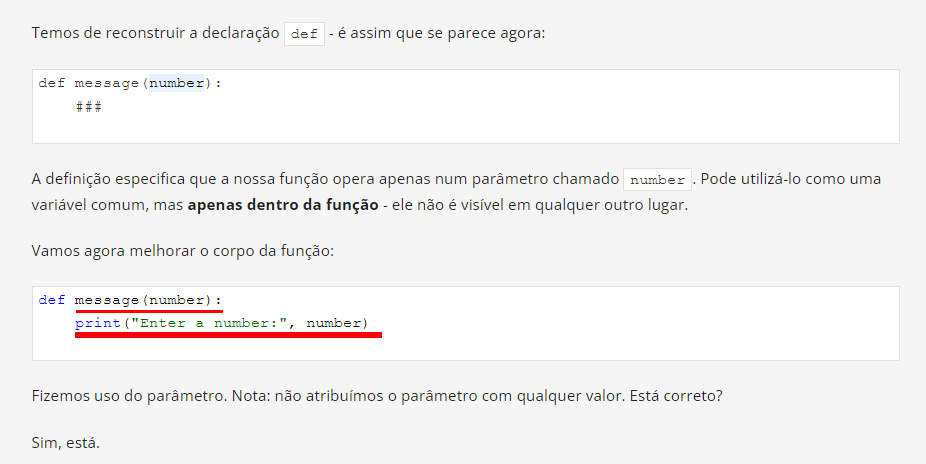 Temos de reconstruir a declaração def - é assim que se parece agora:
def message(number):
    ###
A definição especifica que a nossa função opera apenas num parâmetro chamado number. Pode utilizá-lo como uma
variável comum, mas apenas dentro da função - ele não é visível em qualquer outro lugar.
Vamos agora melhorar o corpo da função:
def message(number):
    print("Enter a number:", number)
Fizemos uso do parâmetro. Nota: não atribuímos o parâmetro com qualquer valor. Está correto?
Sim, está.